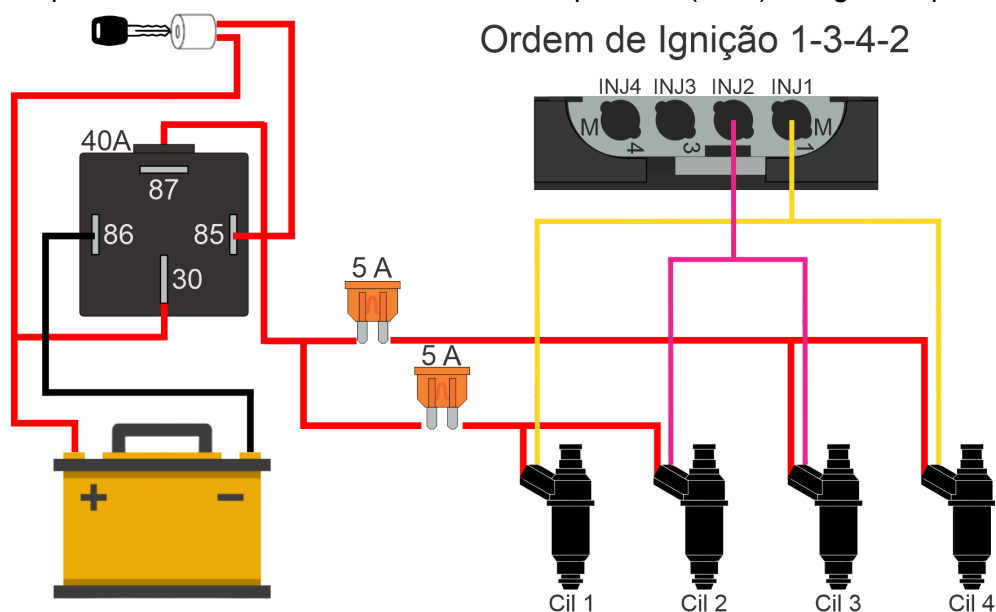 Ordem de Ignição 1-3-4-2
INJ4 INJ3 INJ2 INJ1
M M
4 3 1
40A
87
86 85
30
5 A
5 A
+ −
Cil 1 Cil 2 Cil 3 Cil 4